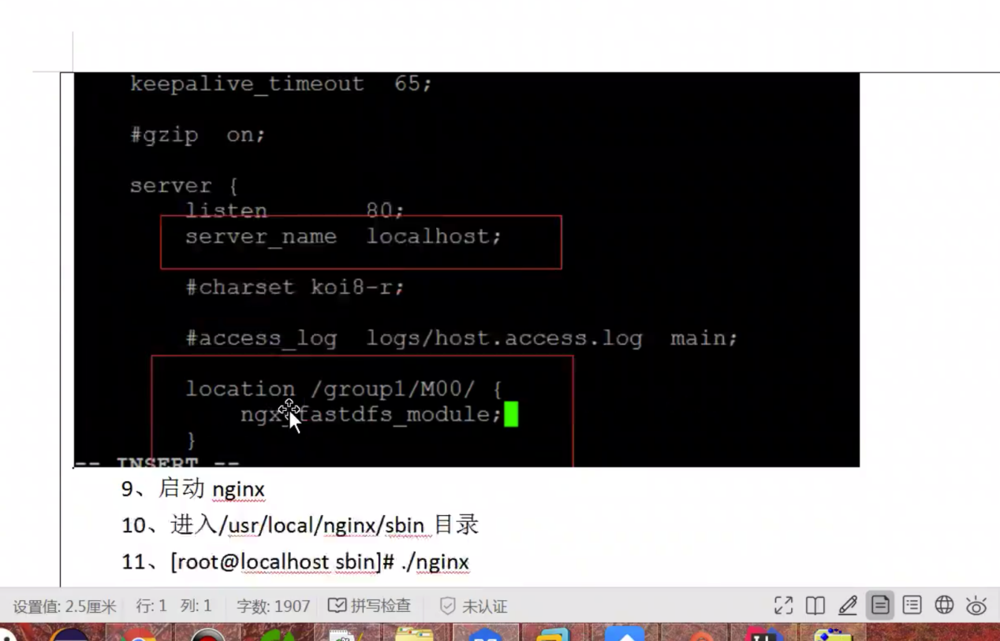 keepalive_timeout  65;
#gzip  on;
server {
listen       80;
server_name  localhost;
#charset koi8-r;
#access_log  logs/host.access.log  main;
location /group1/M00/ {
ngx_fastdfs_module;
}
-- INSERT --
9、启动 nginx
10、进入/usr/local/nginx/sbin 目录
11、[root@localhost sbin]# ./nginx
设置值: 2.5厘米 行: 1 列: 1 字数: 1907 拼写检查 未认证